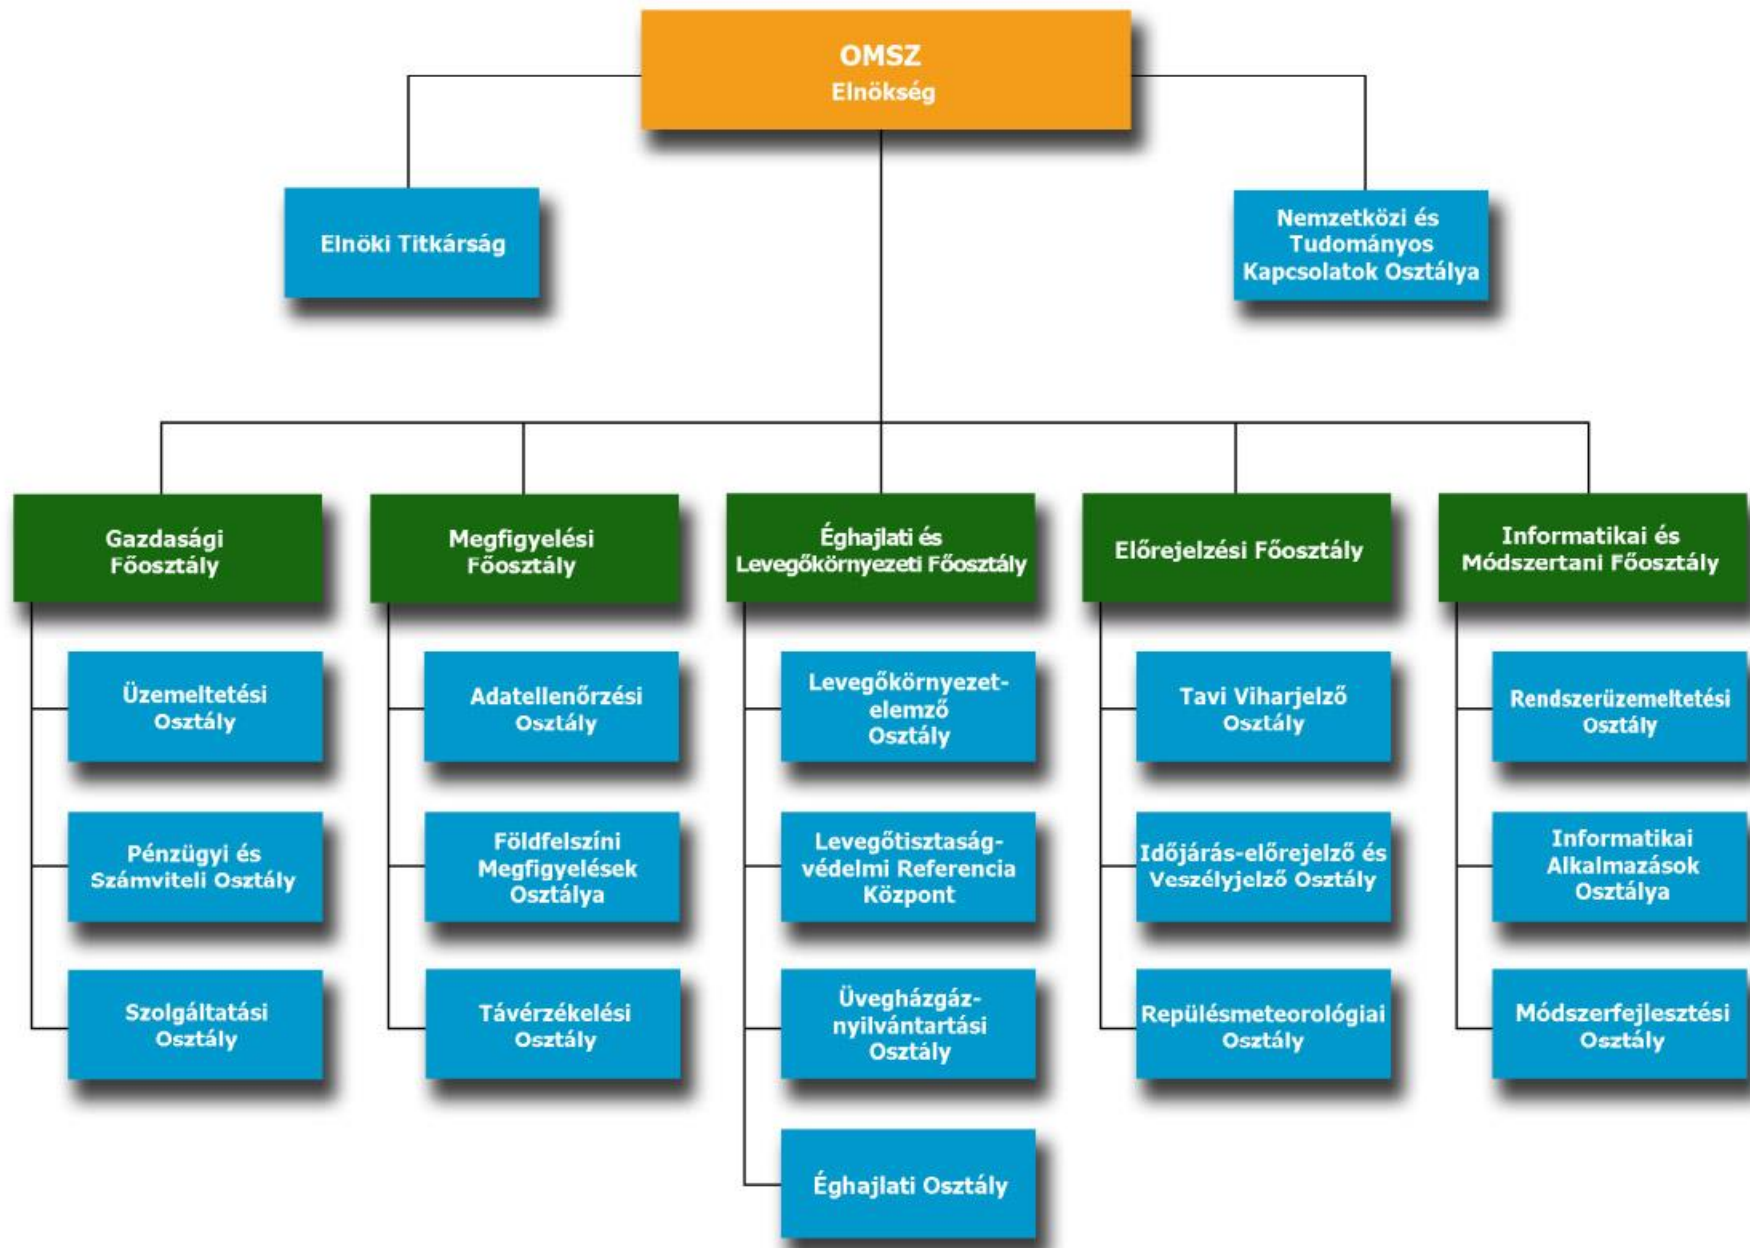 OMSZ
Elnökség
Elnöki Titkárság
Nemzetközi és
Tudományos
Kapcsolatok Osztálya
Gazdasági
Főosztály
Megfigyelési
Főosztály
Éghajlati és
Levegőkörnyezeti Főosztály
Előrejelzési Főosztály
Informatikai és
Módszertani Főosztály
Üzemeltetési
Osztály
Pénzügyi és
Számviteli Osztály
Szolgáltatási
Osztály
Adatellenőrzési
Osztály
Földfelszíni
Megfigyelések
Osztálya
Távérzékelési
Osztály
Levegőkörnyezet-
elemző
Osztály
Levegőtisztaság-
védelmi Referencia
Központ
Üvegházgáz-
nyilvántartási
Osztály
Éghajlati Osztály
Tavi Viharjelző
Osztály
Időjárás-előrejelző és
Veszélyjelző Osztály
Repülésmeteorológiai
Osztály
Rendszerüzemeltetési
Osztály
Informatikai
Alkalmazások
Osztálya
Módszerfejlesztési
Osztály